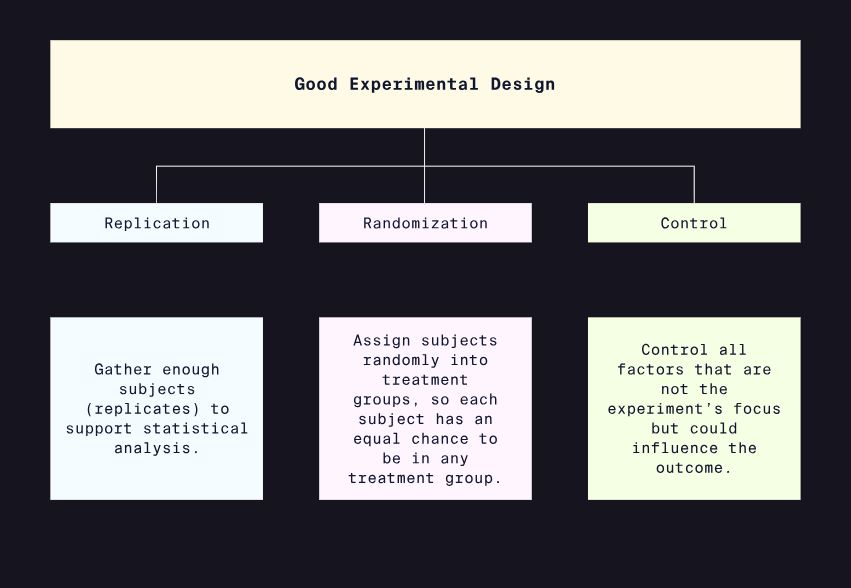 Good Experimental Design
Replication
Randomization
Control
Gather enough
subjects
(replicates) to
support statistical
analysis.
Assign subjects
randomly into
treatment
groups, so each
subject has an
equal chance to
be in any
treatment group.
Control all
factors that are
not the
experiment’s focus
but could
influence the
outcome.